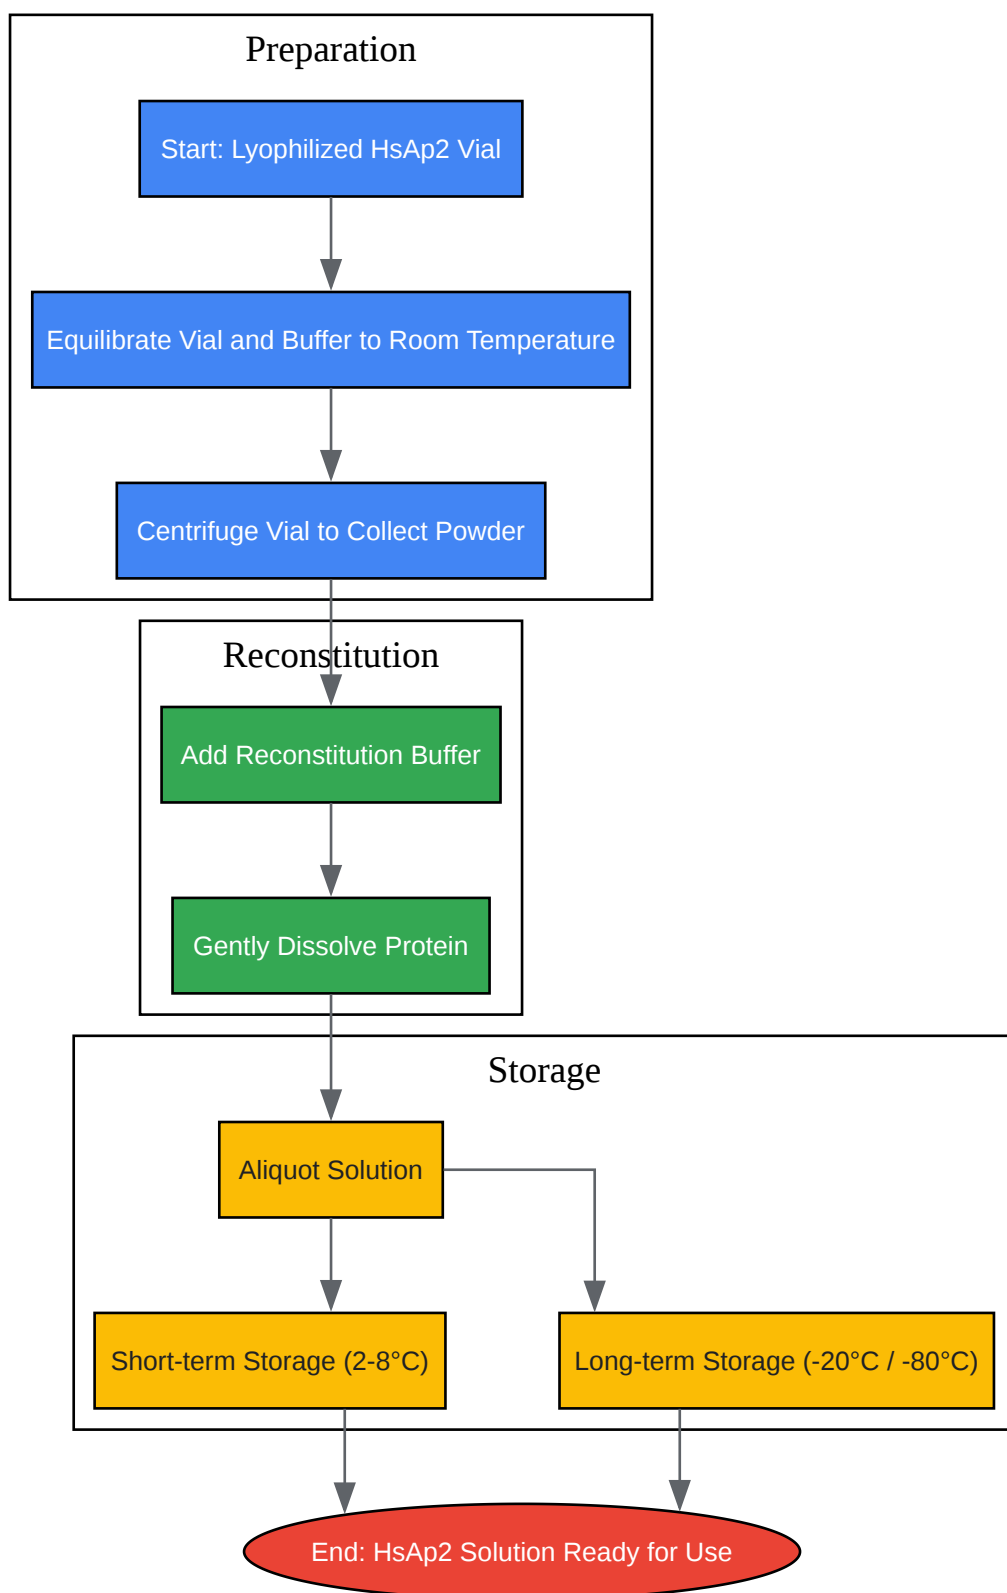 Preparation
Start: Lyophilized HsAp2 Vial
Equilibrate Vial and Buffer to Room Temperature
Centrifuge Vial to Collect Powder
Reconstitution
Add Reconstitution Buffer
Gently Dissolve Protein
Storage
Aliquot Solution
Short-term Storage (2-8°C)
Long-term Storage (-20°C / -80°C)
End: HsAp2 Solution Ready for Use